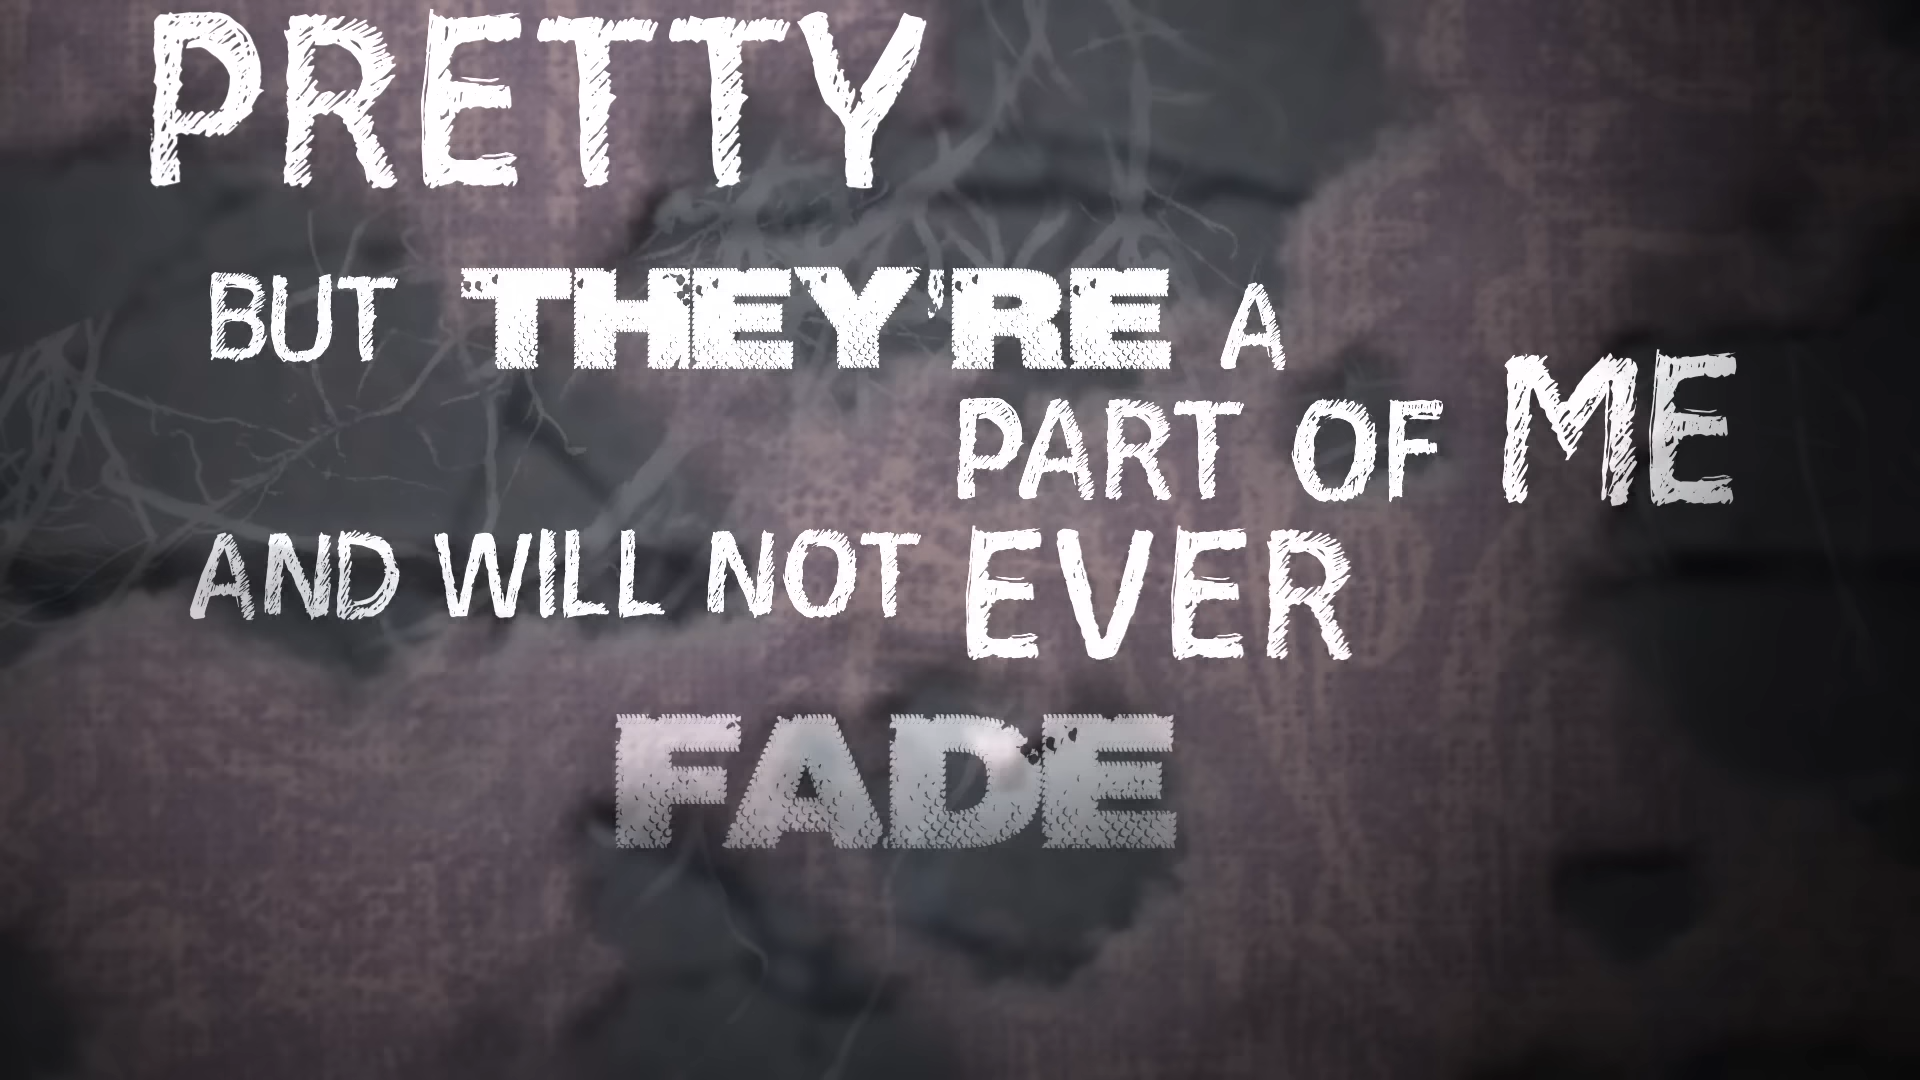 PRETTY
BUT THEY'RE A
PART OF ME
AND WILL NOT EVER
FADE